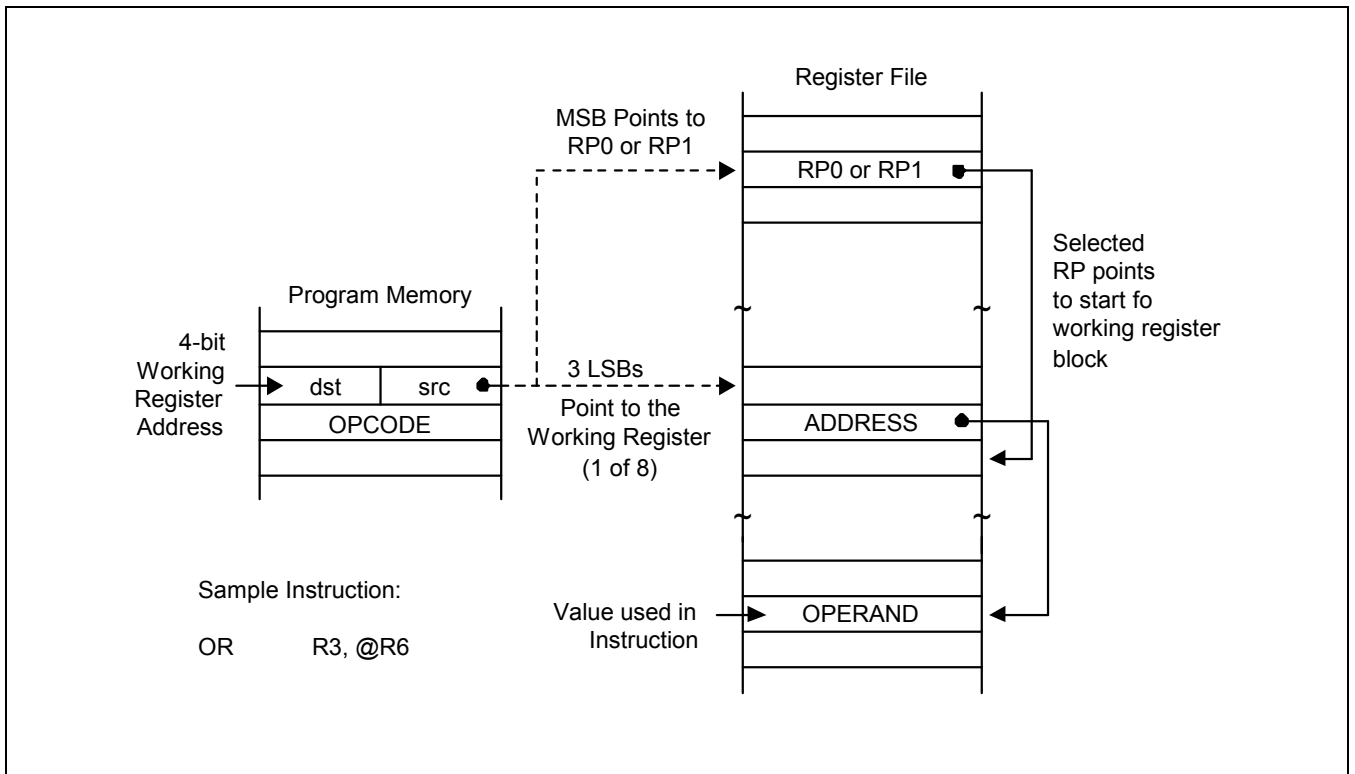 Register File
MSB Points to
RP0 or RP1
RP0 or RP1
Selected
RP points
to start fo
working register
block
Program Memory
4-bit
Working
Register
Address
dst src
OPCODE
3 LSBs
Point to the
Working Register
(1 of 8)
ADDRESS
~ ~
~ ~
Sample Instruction:
OR R3, @R6
Value used in
Instruction
OPERAND